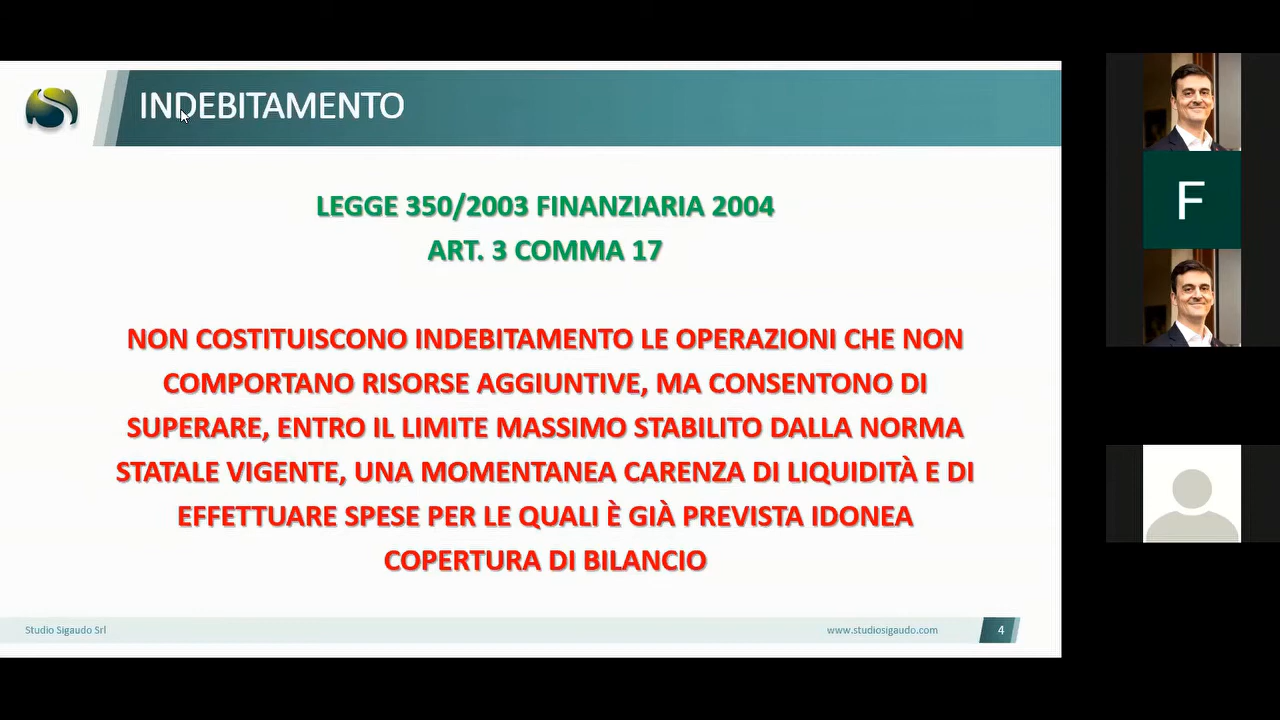 INDEBITAMENTO
LEGGE 350/2003 FINANZIARIA 2004
ART. 3 COMMA 17
NON COSTITUISCONO INDEBITAMENTO LE OPERAZIONI CHE NON
COMPORTANO RISORSE AGGIUNTIVE, MA CONSENTONO DI
SUPERARE, ENTRO IL LIMITE MASSIMO STABILITO DALLA NORMA
STATALE VIGENTE, UNA MOMENTANEA CARENZA DI LIQUIDITÀ E DI
EFFETTUARE SPESE PER LE QUALI È GIÀ PREVISTA IDONEA
COPERTURA DI BILANCIO
Studio Sigaudo Srl
www.studiosigaudo.com
4
F